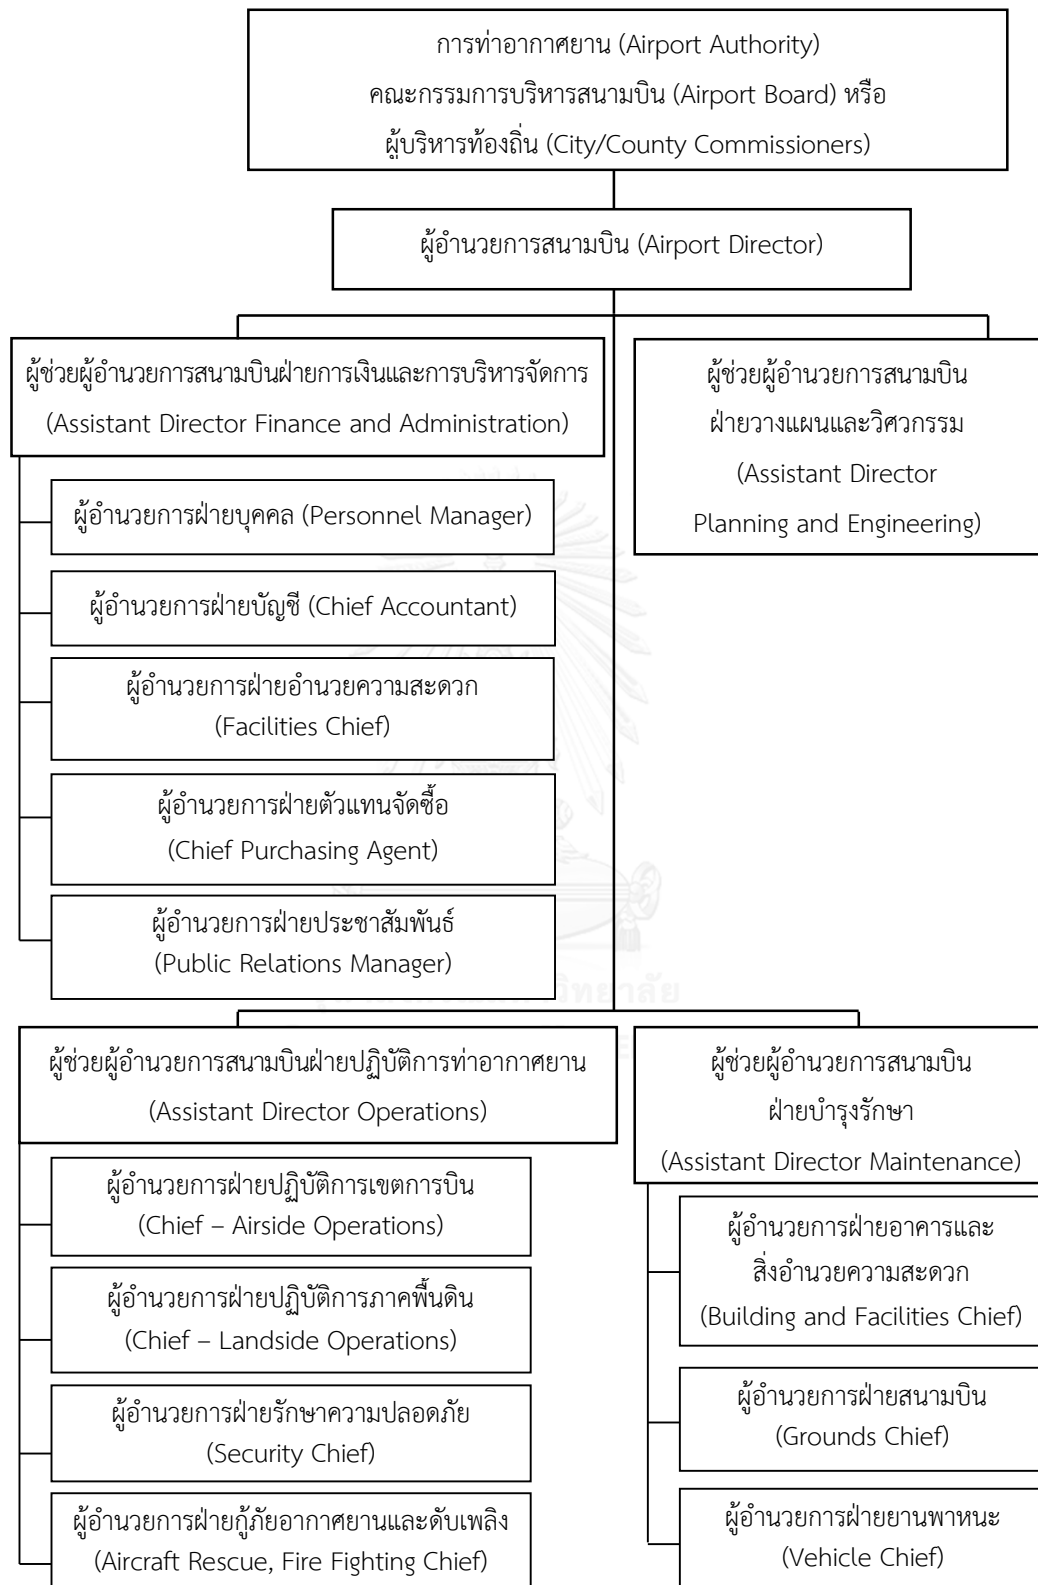 การท่าอากาศยาน (Airport Authority)
คณะกรรมการบริหารสนามบิน (Airport Board) หรือ
ผู้บริหารท้องถิ่น (City/County Commissioners)
ผู้อำนวยการสนามบิน (Airport Director)
ผู้ช่วยผู้อำนวยการสนามบินฝ่ายการเงินและการบริหารจัดการ
(Assistant Director Finance and Administration)
ผู้ช่วยผู้อำนวยการสนามบิน
ฝ่ายวางแผนและวิศวกรรม
(Assistant Director
Planning and Engineering)
ผู้อำนวยการฝ่ายบุคคล (Personnel Manager)
ผู้อำนวยการฝ่ายบัญชี (Chief Accountant)
ผู้อำนวยการฝ่ายอำนวยความสะดวก
(Facilities Chief)
ผู้อำนวยการฝ่ายตัวแทนจัดซื้อ
(Chief Purchasing Agent)
ผู้อำนวยการฝ่ายประชาสัมพันธ์
(Public Relations Manager)
ผู้ช่วยผู้อำนวยการสนามบินฝ่ายปฏิบัติการท่าอากาศยาน
(Assistant Director Operations)
ผู้อำนวยการฝ่ายปฏิบัติการเขตการบิน
(Chief – Airside Operations)
ผู้อำนวยการฝ่ายปฏิบัติการภาคพื้นดิน
(Chief – Landside Operations)
ผู้อำนวยการฝ่ายรักษาความปลอดภัย
(Security Chief)
ผู้อำนวยการฝ่ายกู้ภัยอากาศยานและดับเพลิง
(Aircraft Rescue, Fire Fighting Chief)
ผู้ช่วยผู้อำนวยการสนามบิน
ฝ่ายบำรุงรักษา
(Assistant Director Maintenance)
ผู้อำนวยการฝ่ายอาคารและ
สิ่งอำนวยความสะดวก
(Building and Facilities Chief)
ผู้อำนวยการฝ่ายสนามบิน
(Grounds Chief)
ผู้อำนวยการฝ่ายยานพาหนะ
(Vehicle Chief)